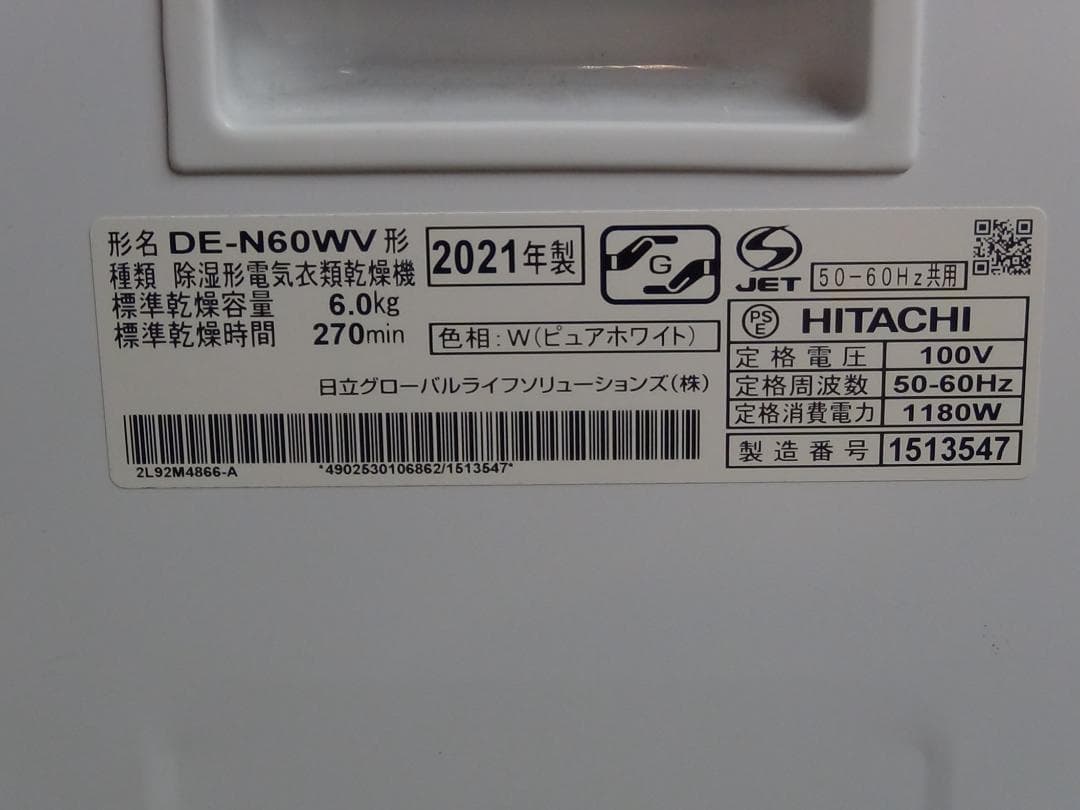 形名 DE-N60WV形
2021年製
種類 除湿形電気衣類乾燥機
標準乾燥容量 6.0kg
標準乾燥時間 270min
色相:W(ピュアホワイト)
G
JET
50-60Hz共用
PSE
HITACHI
定格電圧 100V
定格周波数 50-60Hz
定格消費電力 1180W
製造番号 1513547
日立グローバルライフソリューションズ(株)
2L92M4866-A
*4902530106862/1513547*